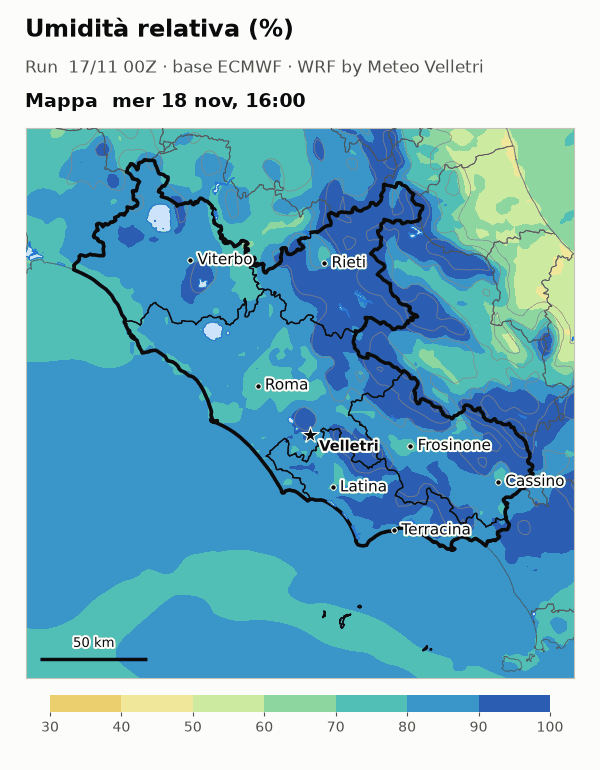 Umidità relativa (%)
Run  17/11 00Z · base ECMWF · WRF by Meteo Velletri
Mappa  mer 18 nov, 16:00
Viterbo
Rieti
Roma
Velletri
Frosinone
Cassino
Latina
Terracina
50 km
30 40 50 60 70 80 90 100